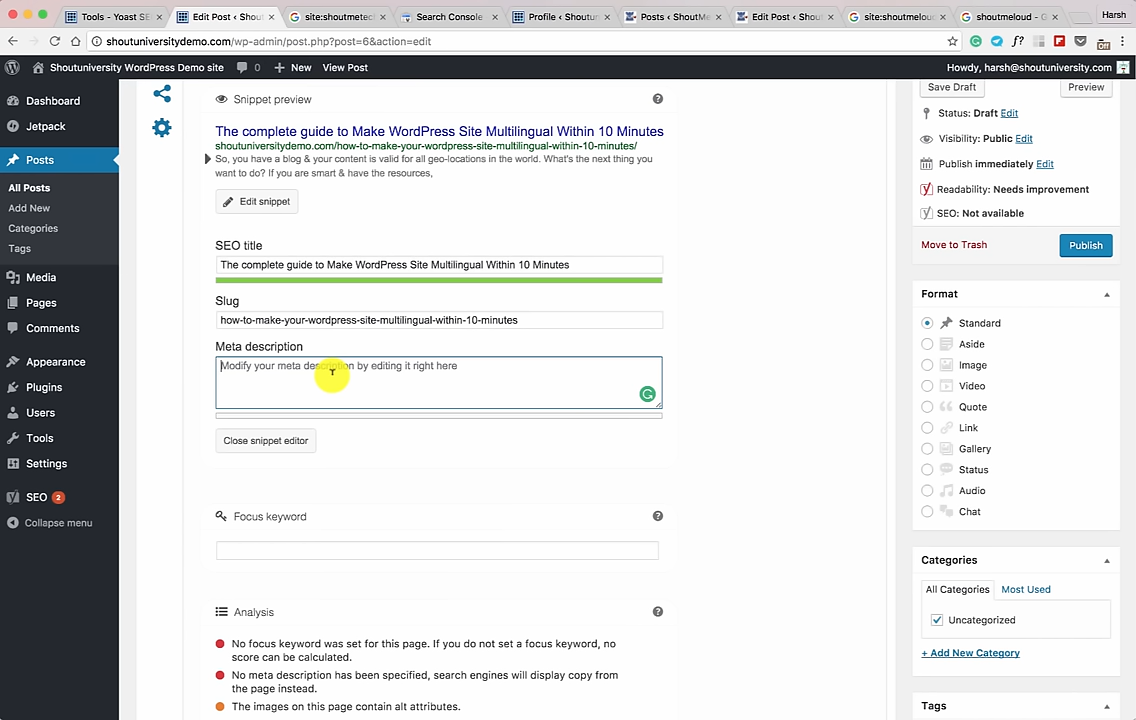 Tools - Yoast SE
Edit Post ‹ Shou
site:shoutmetech
Search Console
Profile ‹ Shoutun
Posts ‹ ShoutMe
Edit Post ‹ Shou
site:shoutmeloud
shoutmeloud - G
Harsh
shoutuniversitydemo.com/wp-admin/post.php?post=6&action=edit
f?
Off
Shoutuniversity WordPress Demo site
0
New
View Post
Howdy, harsh@shoutuniversity.com
Dashboard
Jetpack
Posts
All Posts
Add New
Categories
Tags
Media
Pages
Comments
Appearance
Plugins
Users
Tools
Settings
SEO 2
Collapse menu
Snippet preview
The complete guide to Make WordPress Site Multilingual Within 10 Minutes
shoutuniversitydemo.com/how-to-make-your-wordpress-site-multilingual-within-10-minutes/
So, you have a blog & your content is valid for all geo-locations in the world. What's the next thing you
want to do? If you are smart & have the resources,
Edit snippet
SEO title
The complete guide to Make WordPress Site Multilingual Within 10 Minutes
Slug
how-to-make-your-wordpress-site-multilingual-within-10-minutes
Meta description
Modify your meta description by editing it right here
Close snippet editor
Focus keyword
Analysis
No focus keyword was set for this page. If you do not set a focus keyword, no
score can be calculated.
No meta description has been specified, search engines will display copy from
the page instead.
The images on this page contain alt attributes.
Save Draft
Preview
Status: Draft Edit
Visibility: Public Edit
Publish immediately Edit
Readability: Needs improvement
SEO: Not available
Move to Trash
Publish
Format
Standard
Aside
Image
Video
Quote
Link
Gallery
Status
Audio
Chat
Categories
All Categories
Most Used
Uncategorized
+ Add New Category
Tags